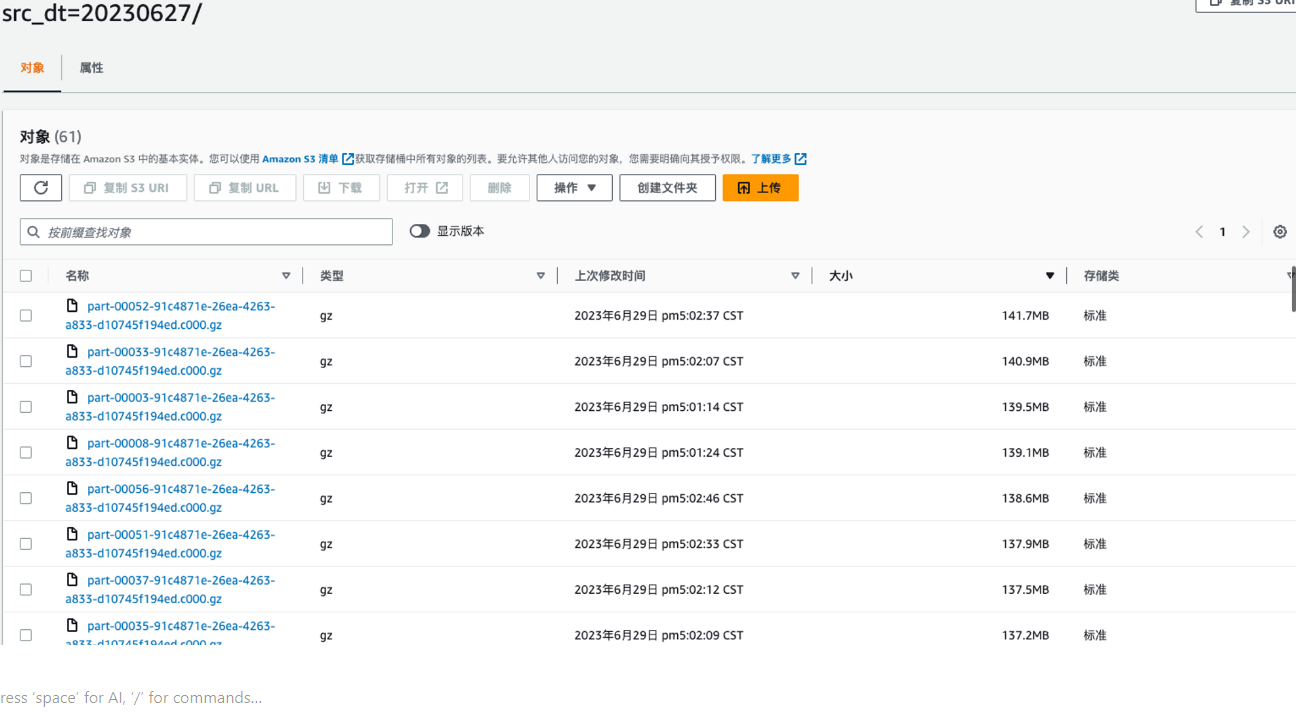 src_dt=20230627/
复制 S3 URI
对象 属性
对象 (61)
对象是存储在 Amazon S3 中的基本实体。您可以使用 Amazon S3 清单 获取存储桶中所有对象的列表。要允许其他人访问您的对象，您需要明确向其授予权限。了解更多
复制 S3 URI 复制 URL 下载 打开 删除 操作 创建文件夹 上传
按前缀查找对象 显示版本 1
名称 类型 上次修改时间 大小 存储类
part-00052-91c4871e-26ea-4263-
a833-d10745f194ed.c000.gz
gz 2023年6月29日 pm5:02:37 CST 141.7MB 标准
part-00033-91c4871e-26ea-4263-
a833-d10745f194ed.c000.gz
gz 2023年6月29日 pm5:02:07 CST 140.9MB 标准
part-00003-91c4871e-26ea-4263-
a833-d10745f194ed.c000.gz
gz 2023年6月29日 pm5:01:14 CST 139.5MB 标准
part-00008-91c4871e-26ea-4263-
a833-d10745f194ed.c000.gz
gz 2023年6月29日 pm5:01:24 CST 139.1MB 标准
part-00056-91c4871e-26ea-4263-
a833-d10745f194ed.c000.gz
gz 2023年6月29日 pm5:02:46 CST 138.6MB 标准
part-00051-91c4871e-26ea-4263-
a833-d10745f194ed.c000.gz
gz 2023年6月29日 pm5:02:33 CST 137.9MB 标准
part-00037-91c4871e-26ea-4263-
a833-d10745f194ed.c000.gz
gz 2023年6月29日 pm5:02:12 CST 137.5MB 标准
part-00035-91c4871e-26ea-4263-
a833-d10745f194ed.c000.gz
gz 2023年6月29日 pm5:02:09 CST 137.2MB 标准
ress ‘space’ for AI, ‘/’ for commands...